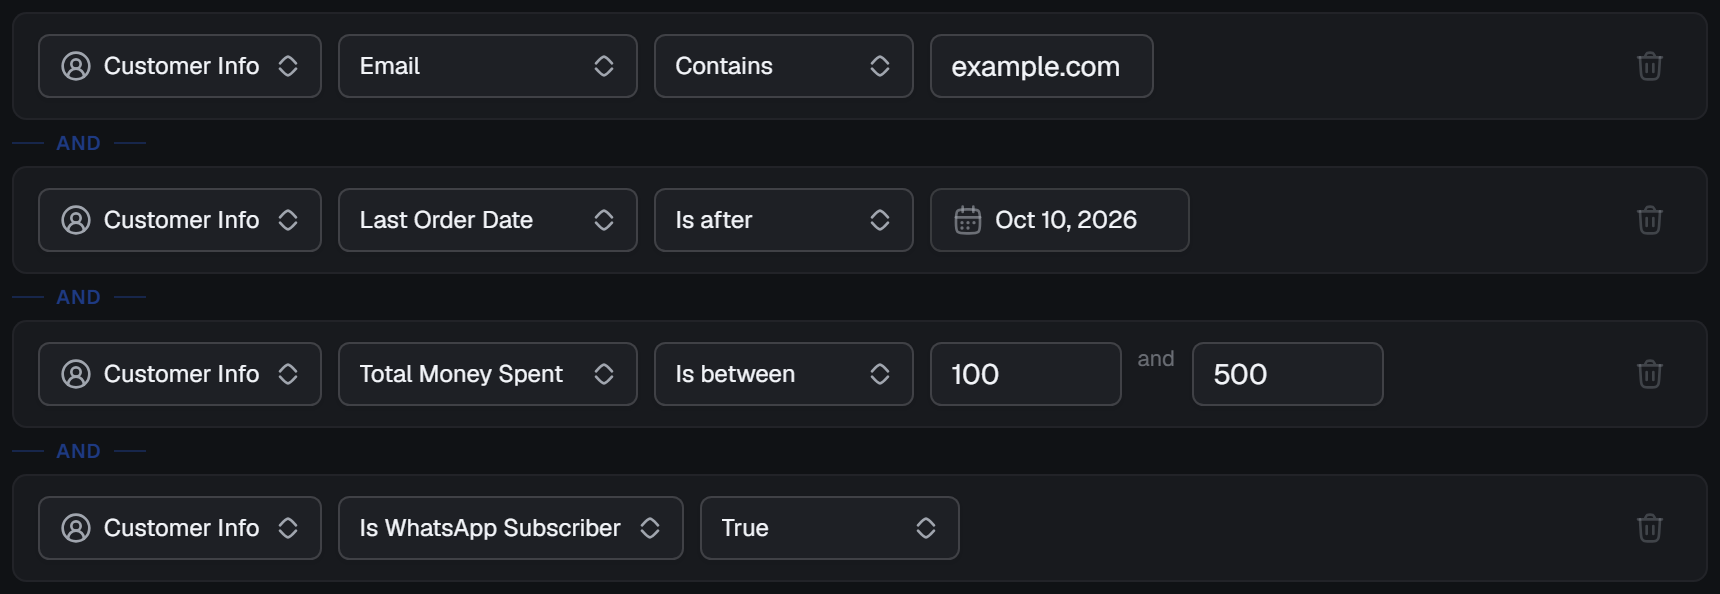 Customer Info Email Contains example.com
AND
Customer Info Last Order Date Is after Oct 10, 2026
AND
Customer Info Total Money Spent Is between 100 and 500
AND
Customer Info Is WhatsApp Subscriber True